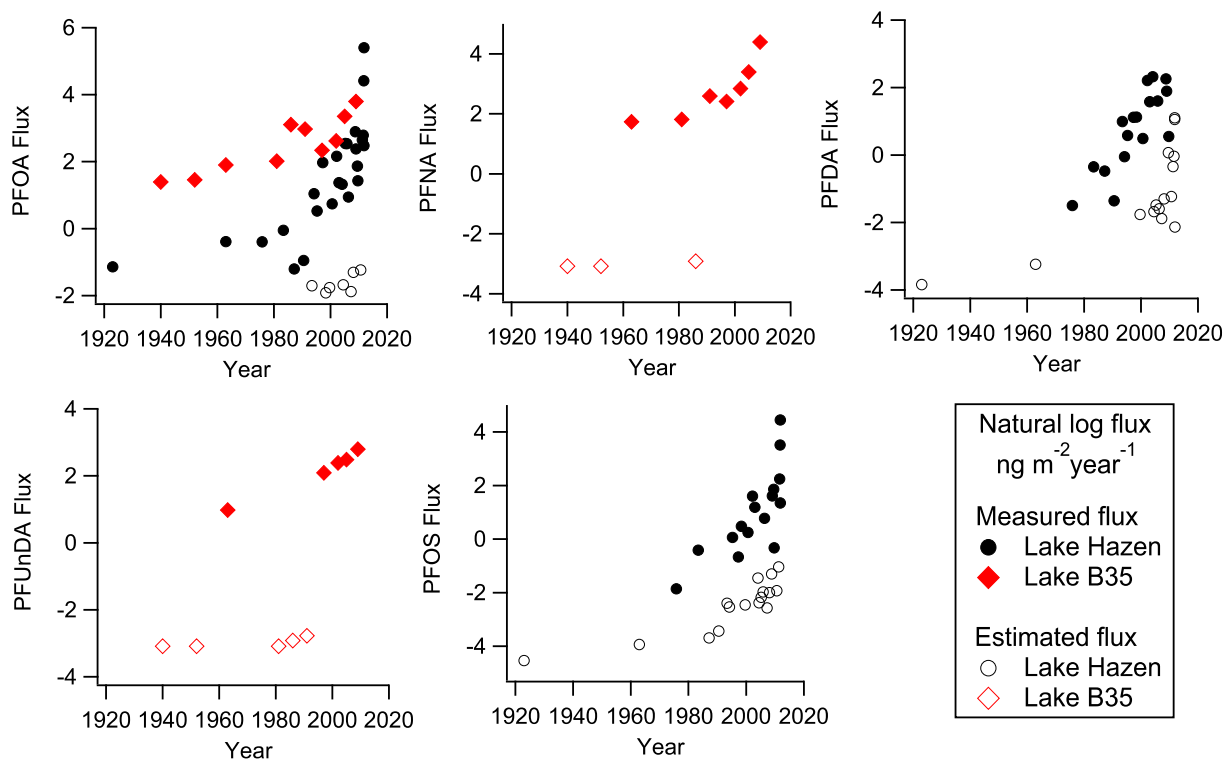 PFOA Flux
6
4
2
0
-2
1920 1940 1960 1980 2000 2020
Year
PFNA Flux
4
2
0
-2
-4
1920 1940 1960 1980 2000 2020
Year
PFDA Flux
4
2
0
-2
-4
1920 1940 1960 1980 2000 2020
Year
PFUnDA Flux
4
2
0
-2
-4
1920 1940 1960 1980 2000 2020
Year
PFOS Flux
4
2
0
-2
-4
1920 1940 1960 1980 2000 2020
Year
Natural log flux
ng m⁻²year⁻¹
Measured flux
Lake Hazen
Lake B35
Estimated flux
Lake Hazen
Lake B35